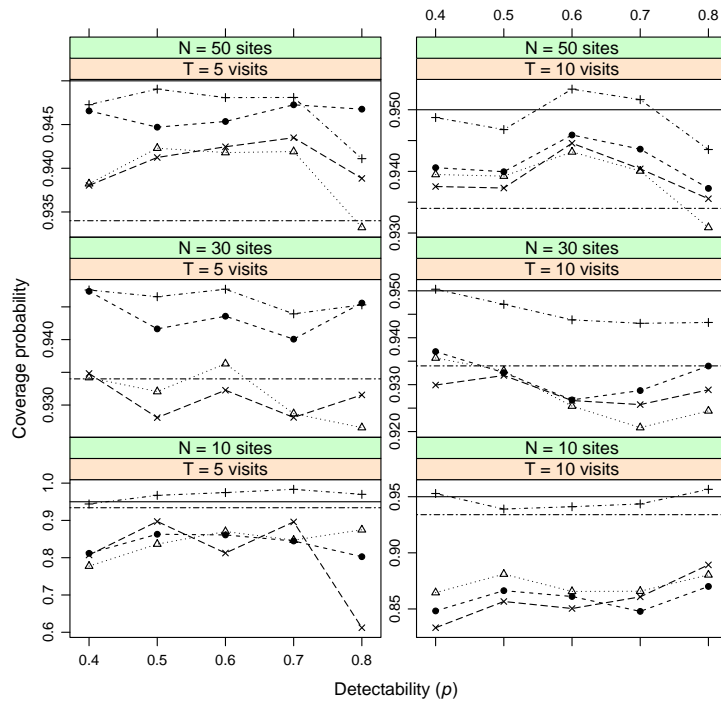 0.4 0.5 0.6 0.7 0.8
N = 50 sites
T = 5 visits
0.945
0.940
0.935
N = 50 sites
T = 10 visits
0.950
0.940
0.930
N = 30 sites
T = 5 visits
0.940
0.930
N = 30 sites
T = 10 visits
0.950
0.940
0.930
0.920
N = 10 sites
T = 5 visits
1.0
0.9
0.8
0.7
0.6
N = 10 sites
T = 10 visits
0.95
0.90
0.85
0.4 0.5 0.6 0.7 0.8
Coverage probability
Detectability (p)